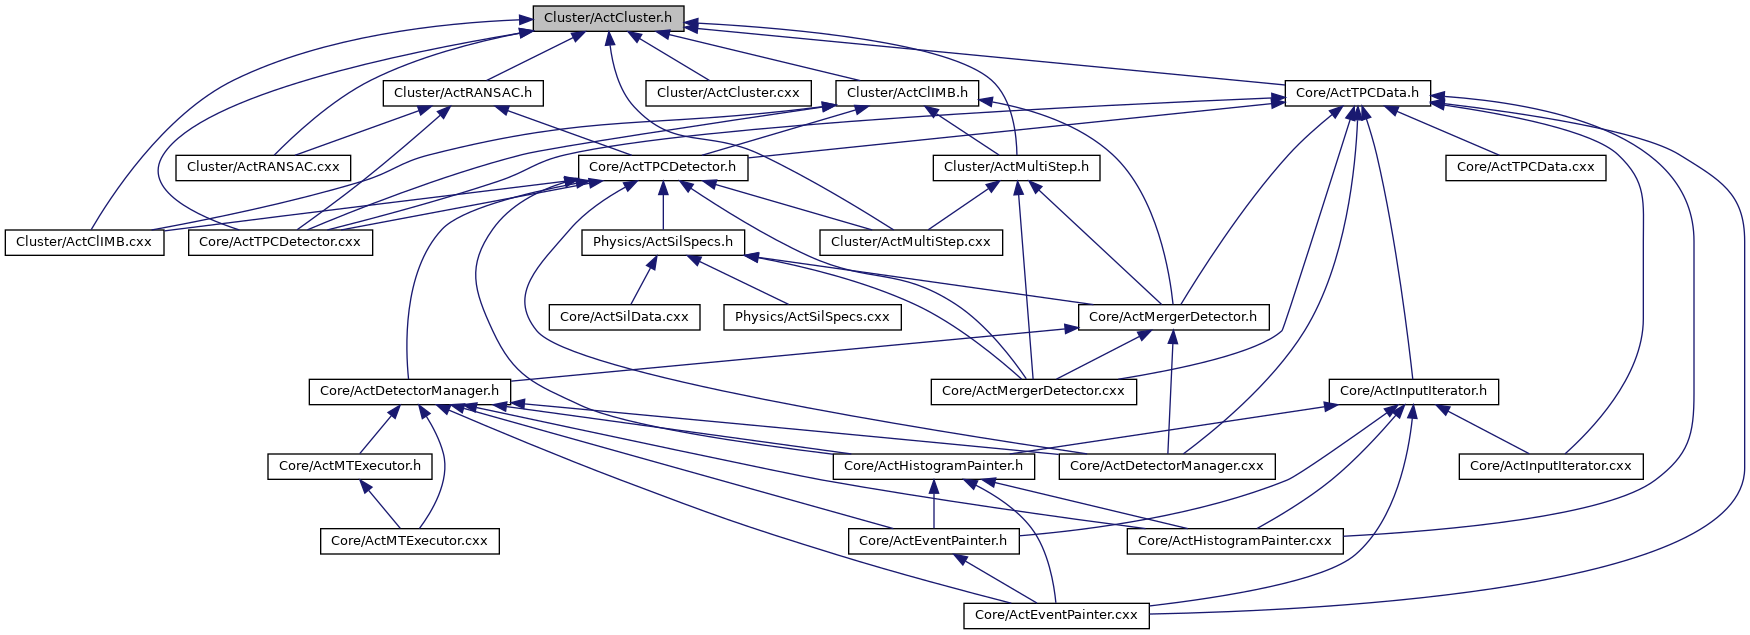 Cluster/ActCluster.h
Cluster/ActRANSAC.h
Cluster/ActCluster.cxx
Cluster/ActClIMB.h
Core/ActTPCData.h
Cluster/ActRANSAC.cxx
Core/ActTPCDetector.h
Cluster/ActMultiStep.h
Core/ActTPCData.cxx
Cluster/ActClIMB.cxx
Core/ActTPCDetector.cxx
Physics/ActSilSpecs.h
Cluster/ActMultiStep.cxx
Core/ActSilData.cxx
Physics/ActSilSpecs.cxx
Core/ActMergerDetector.h
Core/ActDetectorManager.h
Core/ActMergerDetector.cxx
Core/ActInputIterator.h
Core/ActMTExecutor.h
Core/ActHistogramPainter.h
Core/ActDetectorManager.cxx
Core/ActInputIterator.cxx
Core/ActMTExecutor.cxx
Core/ActEventPainter.h
Core/ActHistogramPainter.cxx
Core/ActEventPainter.cxx